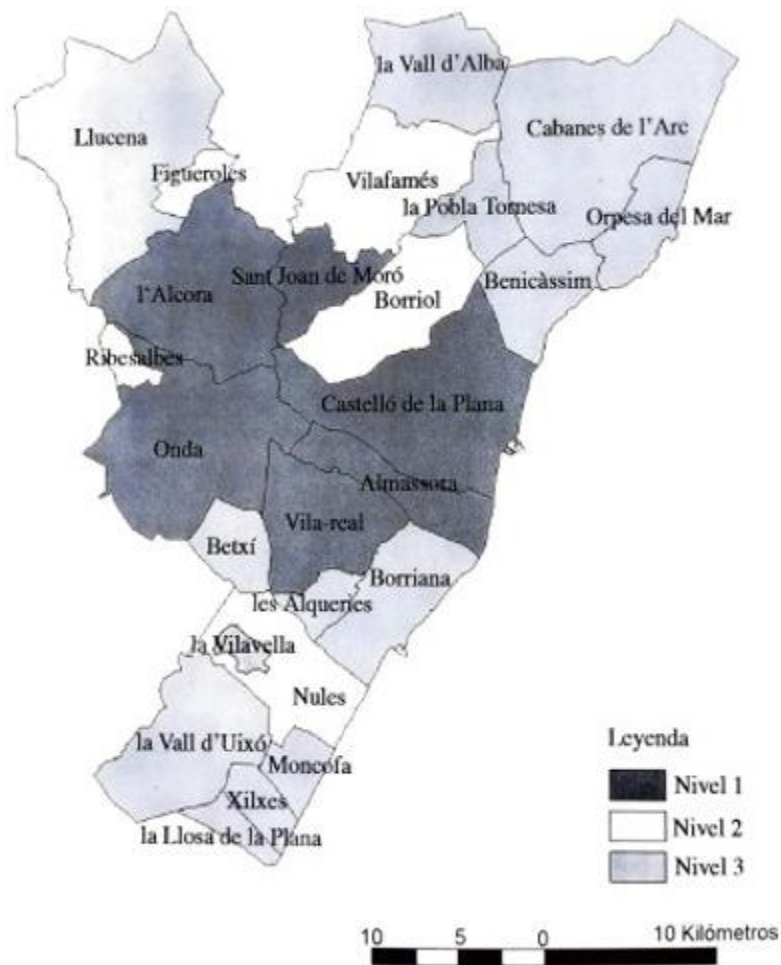 la Vall d'Alba
Cabanes de l'Arc
Llucena
Figueroles
Vilafamés
la Pobla Tornesa
Orpesa del Mar
Sant Joan de Moró
Benicàssim
l'Alcora
Borriol
Ribesalbes
Castelló de la Plana
Onda
Almassora
Vila-real
Betxí
Borriana
les Alqueries
la Vilavella
Nules
la Vall d'Uixó
Moncofa
Xilxes
la Llosa de la Plana
Leyenda
Nivel 1
Nivel 2
Nivel 3
10 5 0 10 Kilómetros